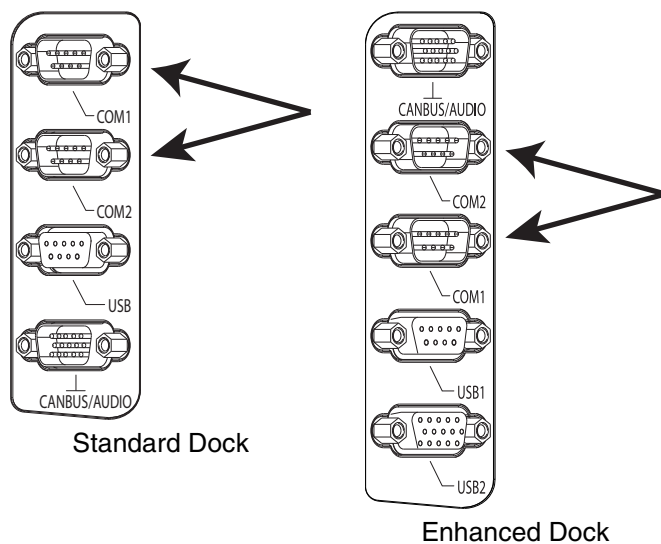 COM1
COM2
USB
CANBUS/AUDIO
Standard Dock
CANBUS/AUDIO
COM2
COM1
USB1
USB2
Enhanced Dock